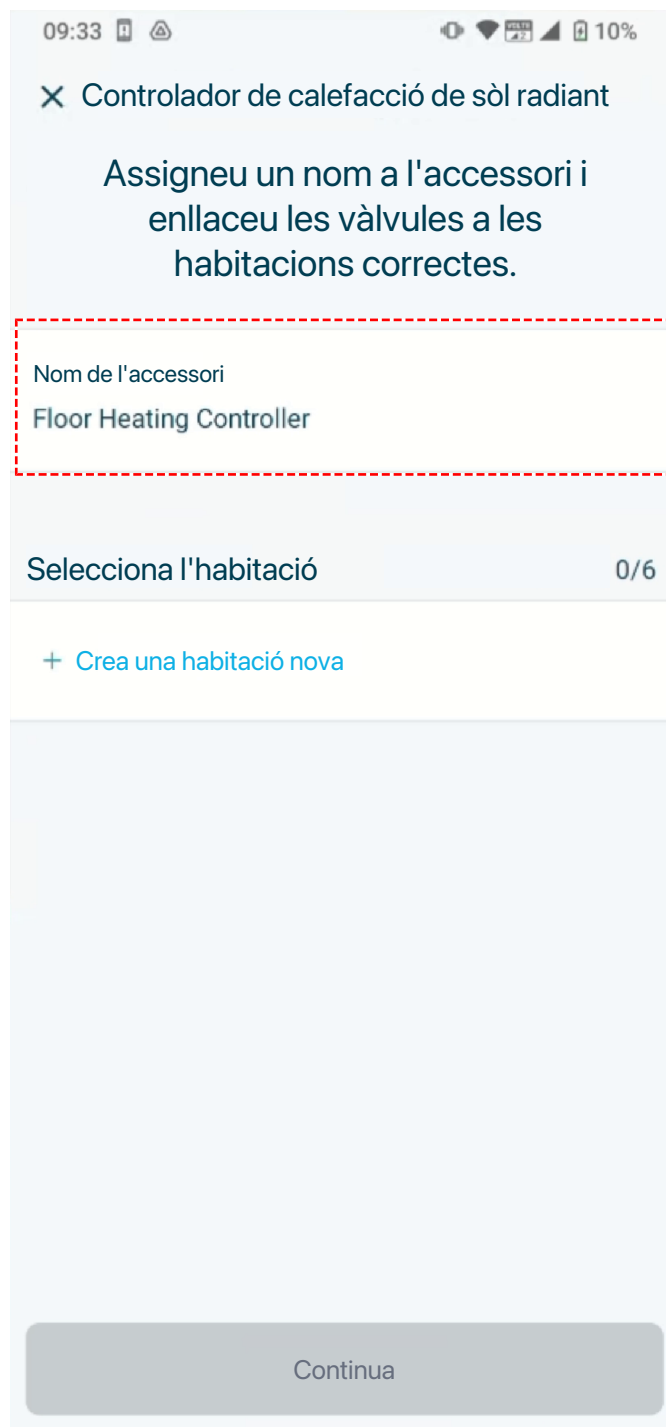 09:33 10%
Controlador de calefacció de sòl radiant
Assigneu un nom a l'accessori i
enllaceu les vàlvules a les
habitacions correctes.
Nom de l'accessori
Floor Heating Controller
Selecciona l'habitació 0/6
+ Crea una habitació nova
Continua